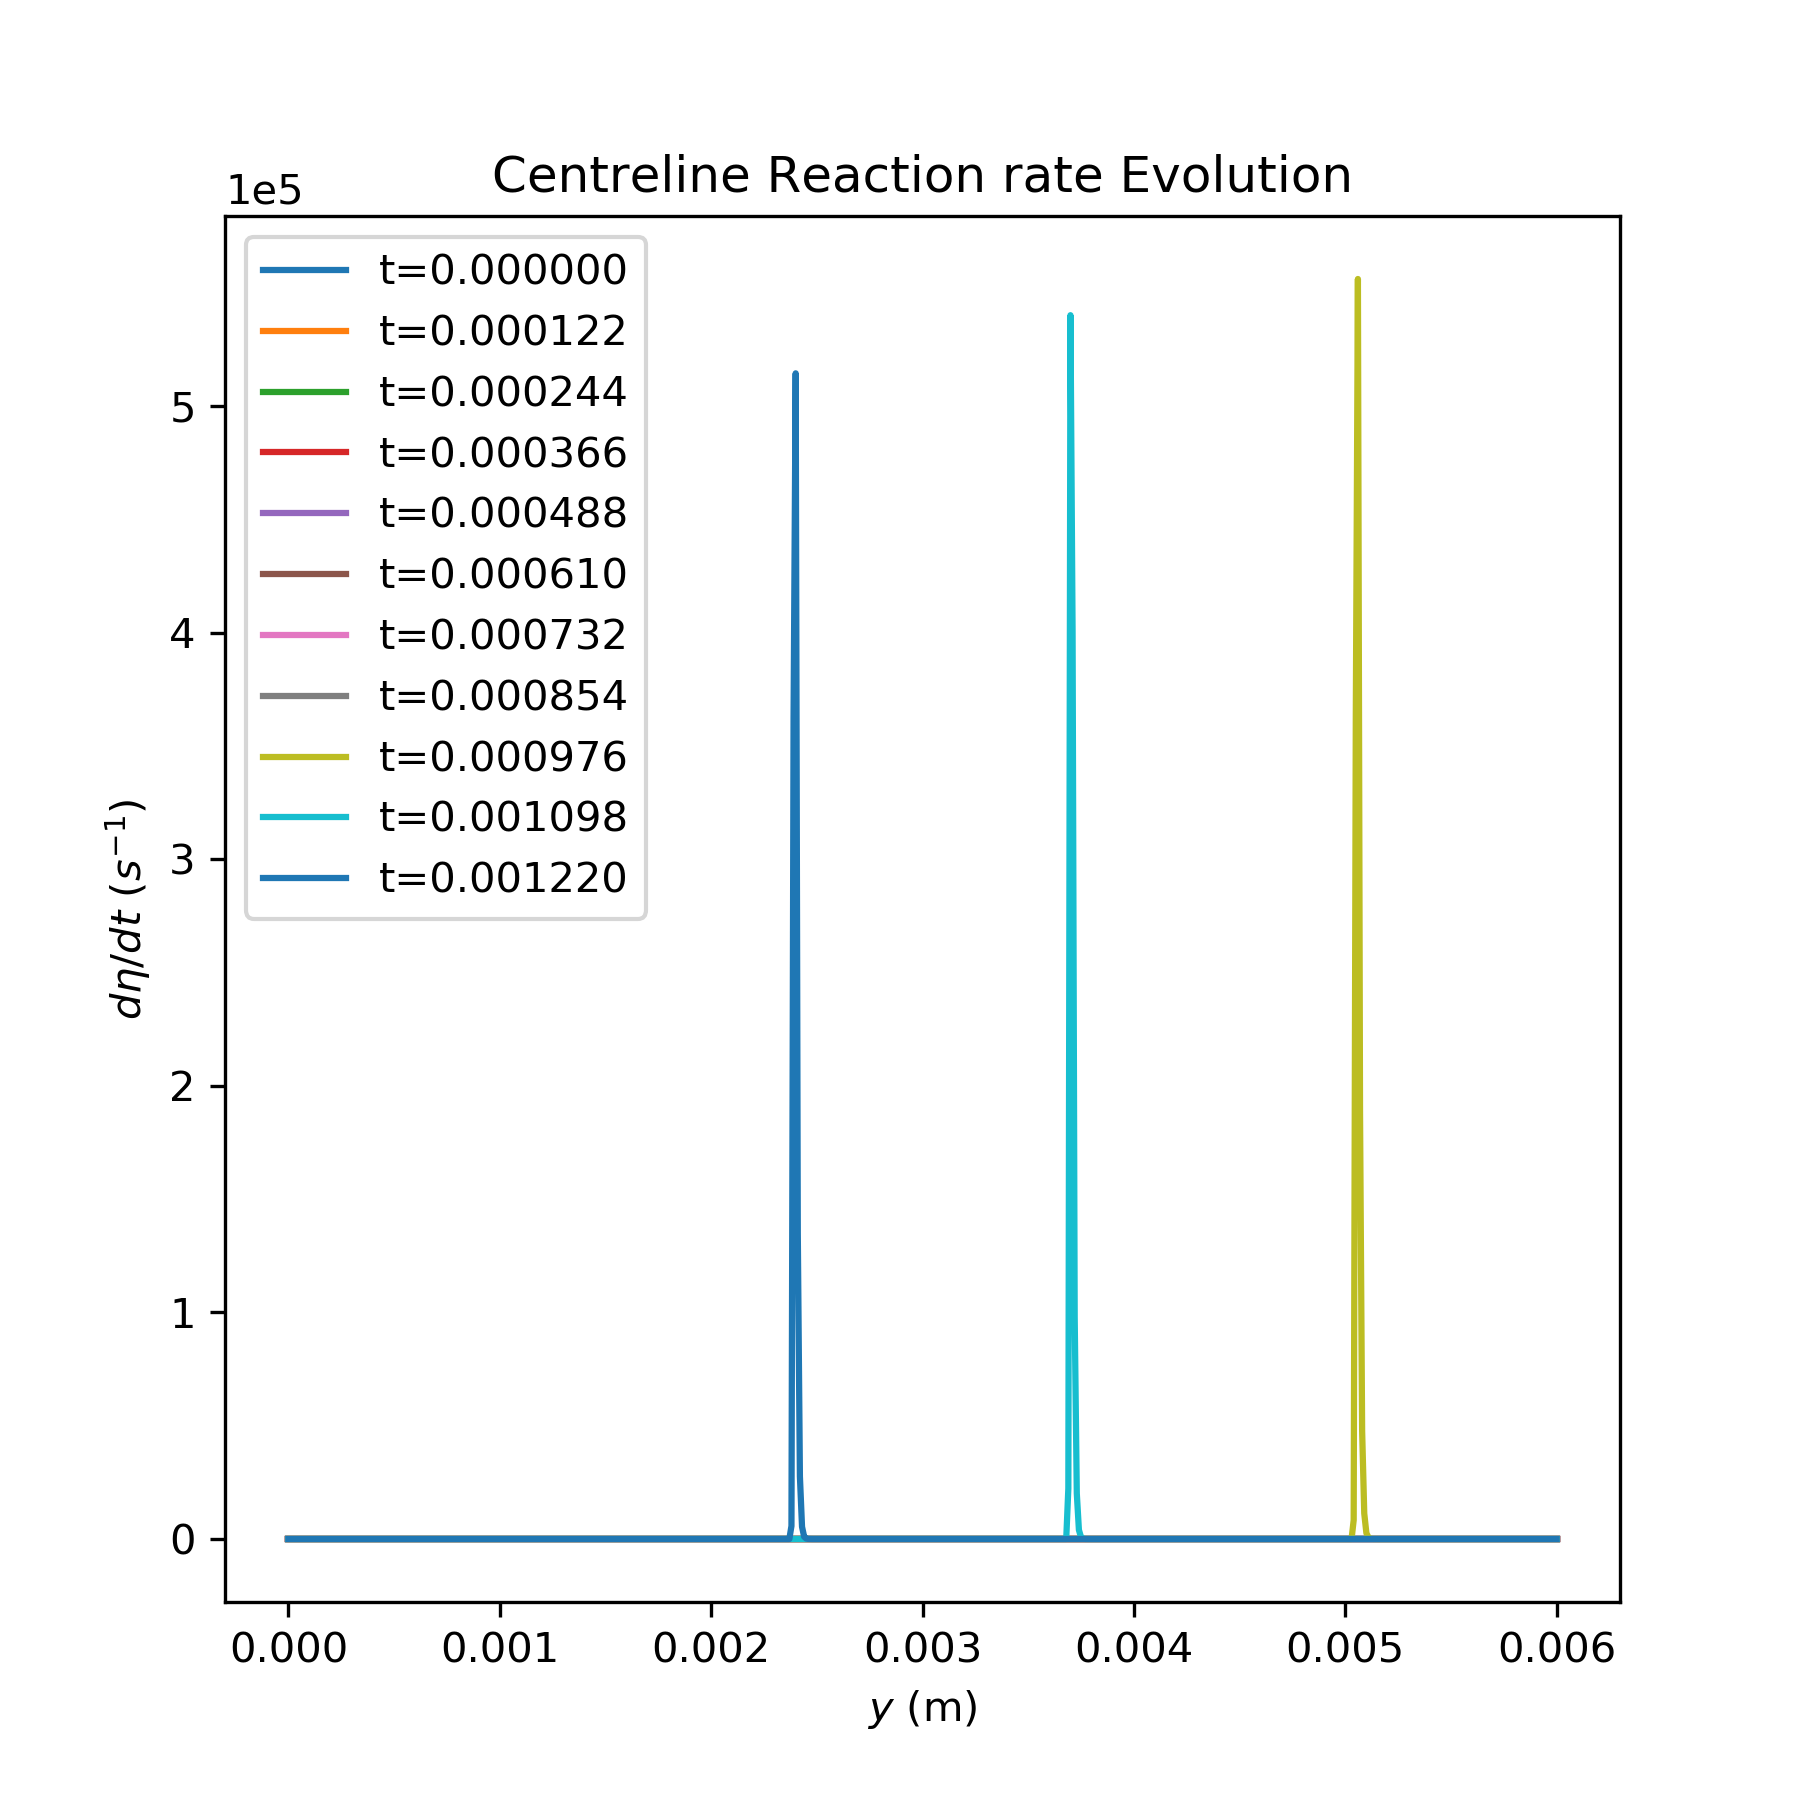 Centreline Reaction rate Evolution
1e5
t=0.000000
t=0.000122
t=0.000244
t=0.000366
t=0.000488
t=0.000610
t=0.000732
t=0.000854
t=0.000976
t=0.001098
t=0.001220
5
4
3
2
1
0
dη/dt (s⁻¹)
0.000 0.001 0.002 0.003 0.004 0.005 0.006
y (m)